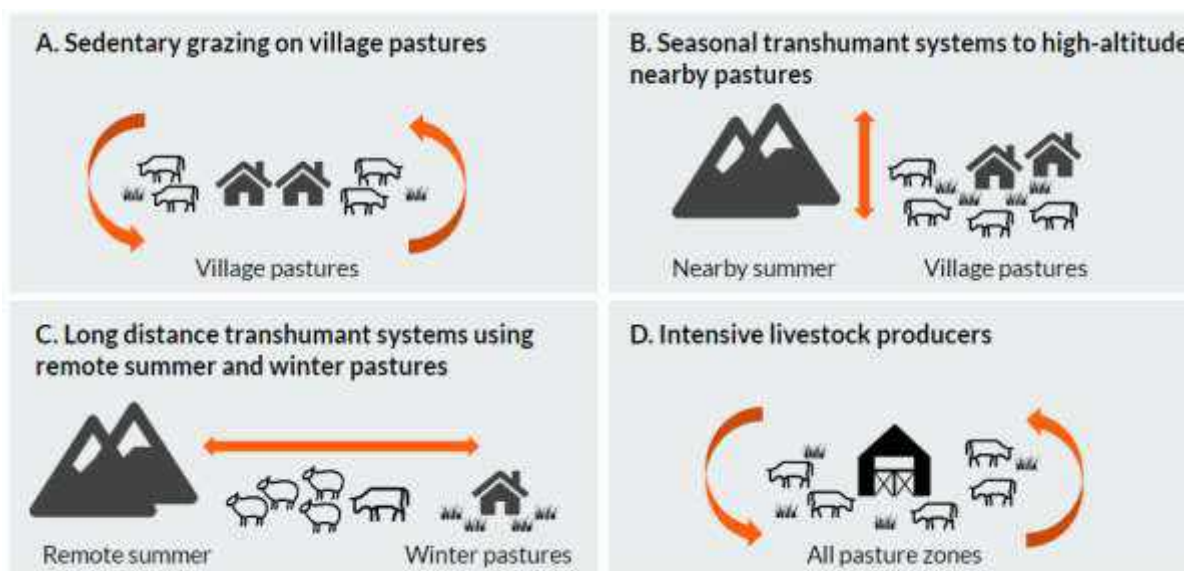 A. Sedentary grazing on village pastures
Village pastures
B. Seasonal transhumant systems to high-altitude
nearby pastures
Nearby summer
Village pastures
C. Long distance transhumant systems using
remote summer and winter pastures
Remote summer
Winter pastures
D. Intensive livestock producers
All pasture zones